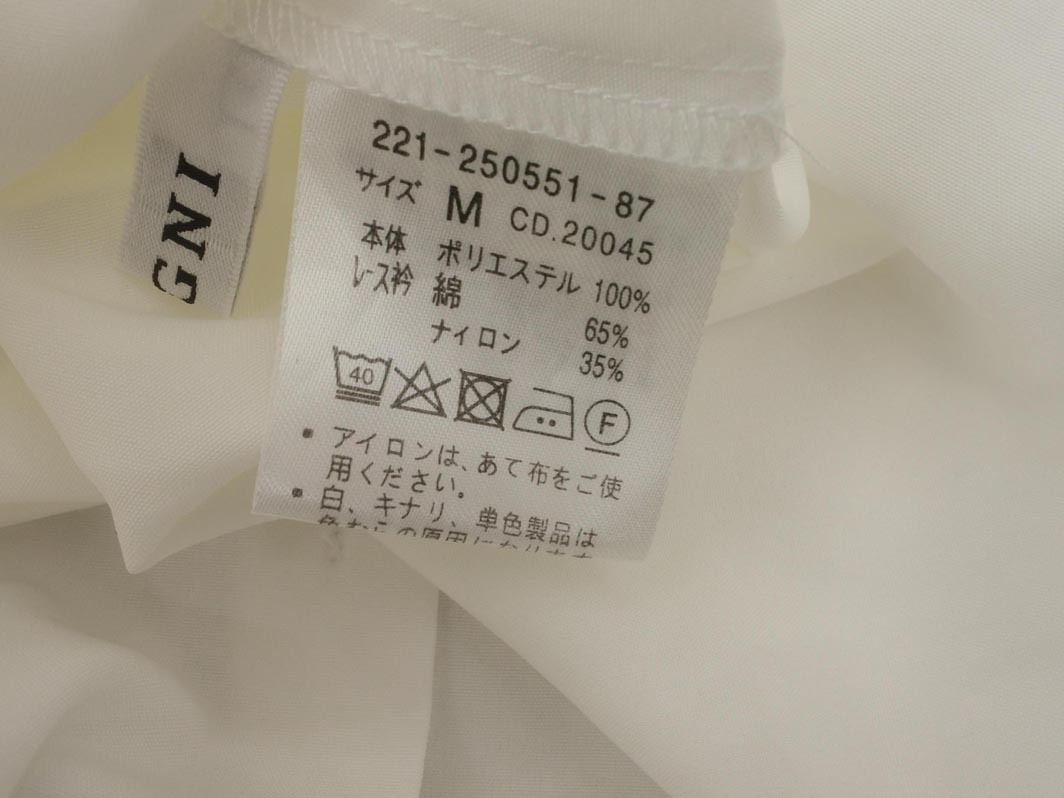 GNI
221-250551-87
サイズ M CD.20045
本体 ポリエステル 100%
レース衿 綿 65%
ナイロン 35%
40 F
・アイロンは、あて布をご使
用ください。
・白、キナリ、単色製品は